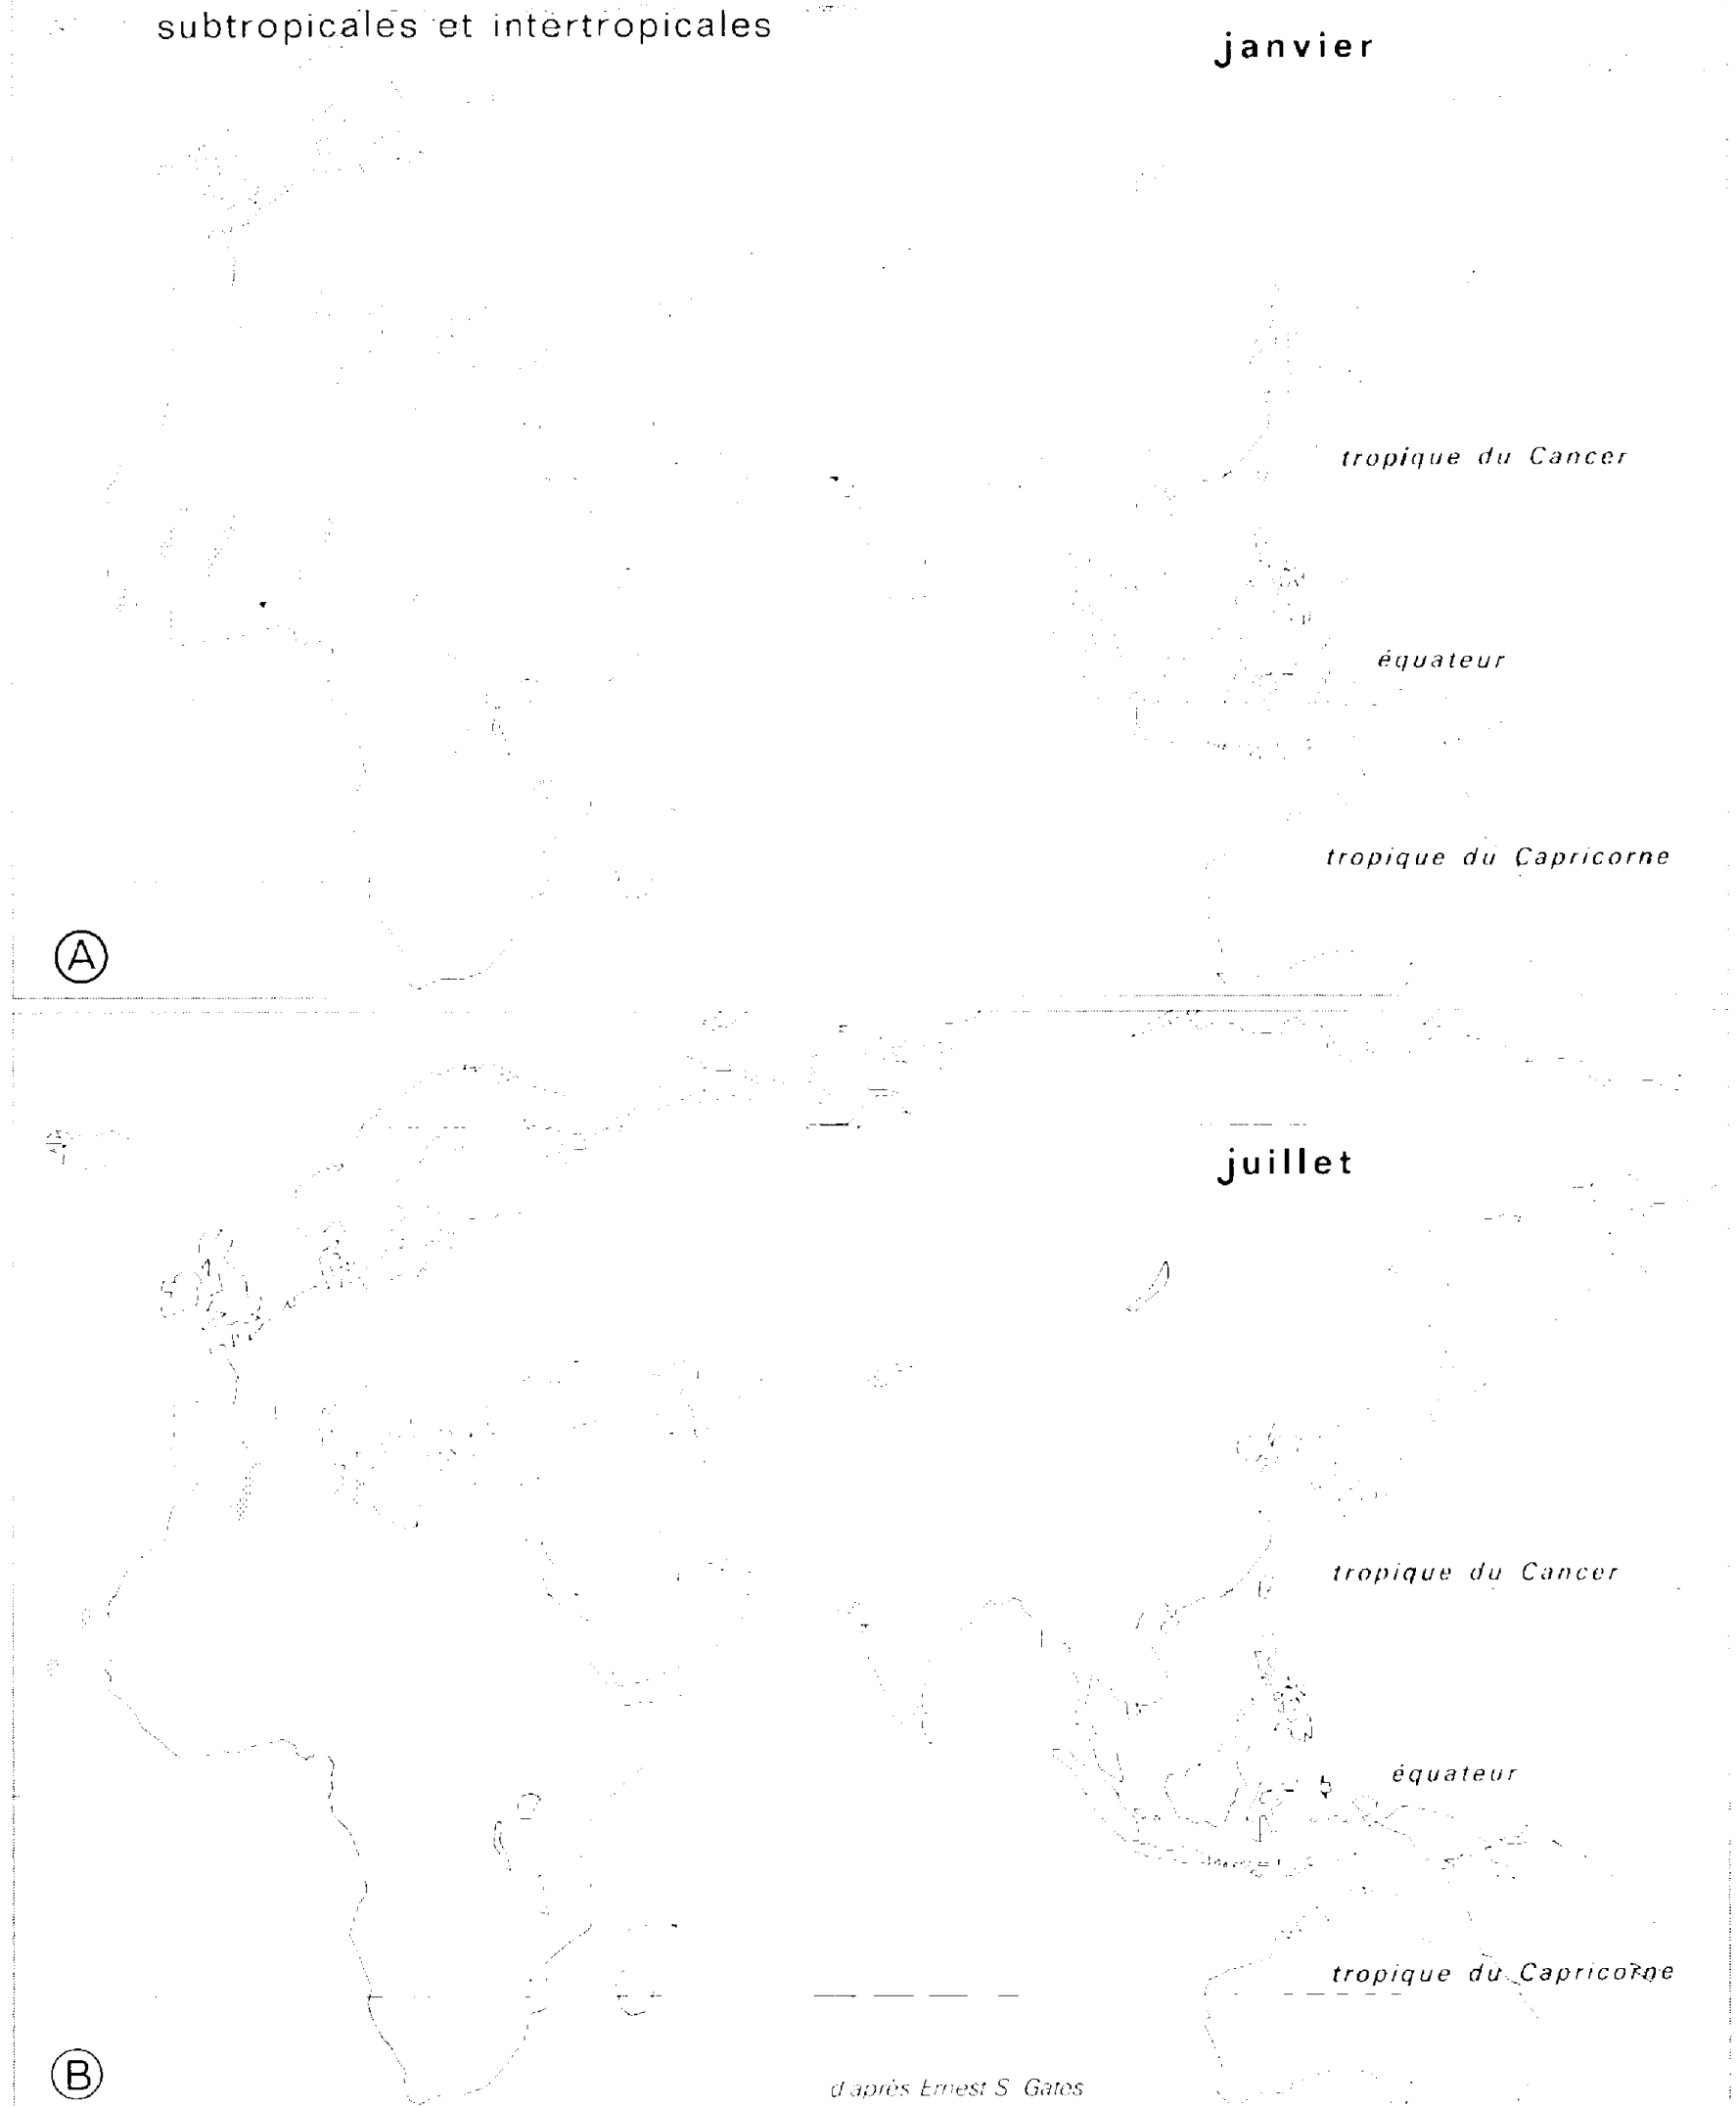 subtropicales et intertropicales
janvier
tropique du Cancer
équateur
tropique du Capricorne
A
juillet
tropique du Cancer
équateur
tropique du Capricorne
B
d'après Ernest S. Gates